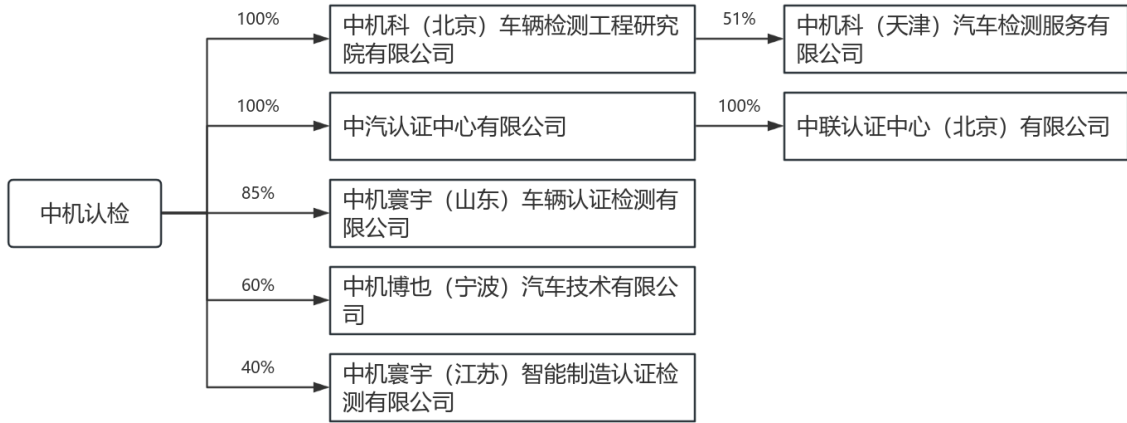 100%
中机科（北京）车辆检测工程研究
院有限公司
51%
中机科（天津）汽车检测服务有
限公司
100%
中汽认证中心有限公司
100%
中联认证中心（北京）有限公司
中机认检
85%
中机寰宇（山东）车辆认证检测有
限公司
60%
中机博也（宁波）汽车技术有限公
司
40%
中机寰宇（江苏）智能制造认证检
测有限公司